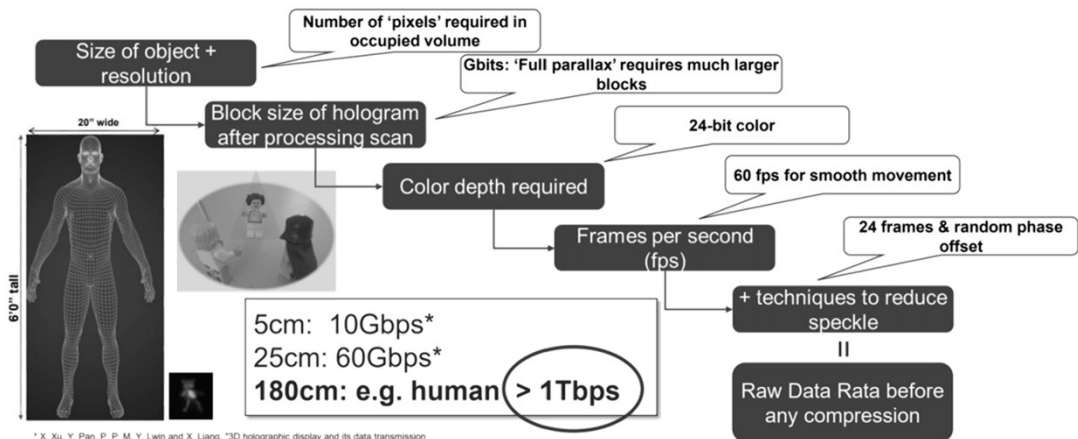 Number of ‘pixels’ required in
occupied volume
Size of object +
resolution
Gbits: ‘Full parallax’ requires much larger
blocks
Block size of hologram
after processing scan
24-bit color
Color depth required
60 fps for smooth movement
Frames per second
(fps)
24 frames & random phase
offset
+ techniques to reduce
speckle
=
Raw Data Rata before
any compression
20” wide
6’0” tall
5cm: 10Gbps*
25cm: 60Gbps*
180cm: e.g. human > 1Tbps
* X. Xu, Y. Pan, P. P. M. Y. Lwin and X. Liang, "3D holographic display and its data transmission